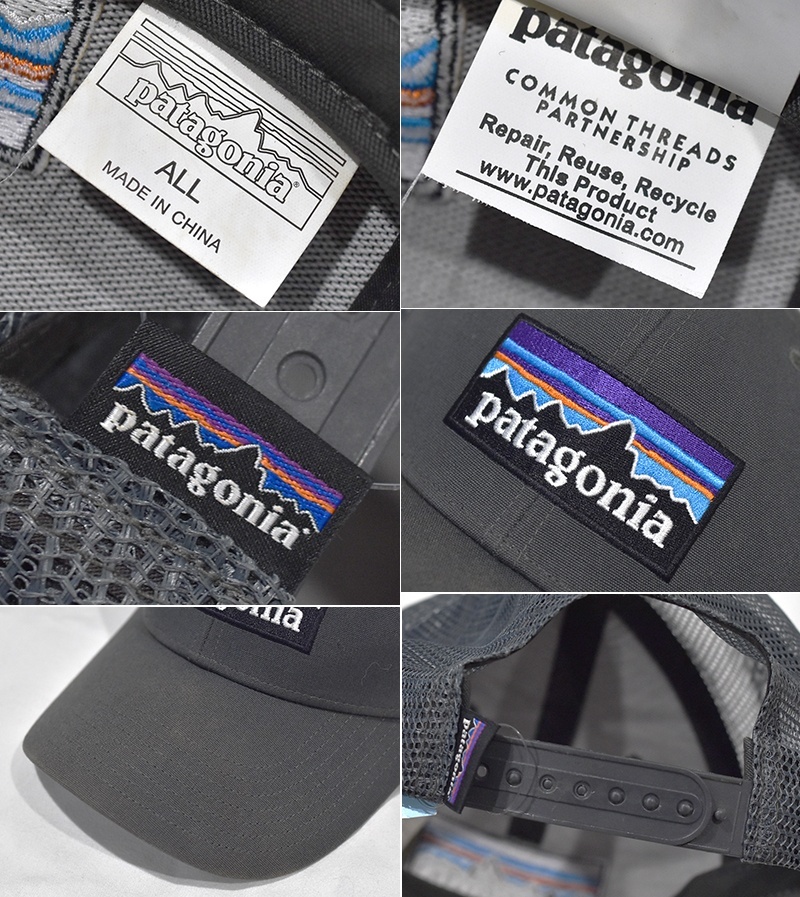 patagonia®
ALL
MADE IN CHINA
patagonia
COMMON THREADS
PARTNERSHIP
Repair, Reuse, Recycle
This Product
www.patagonia.com
patagonia
patagonia
patagonia